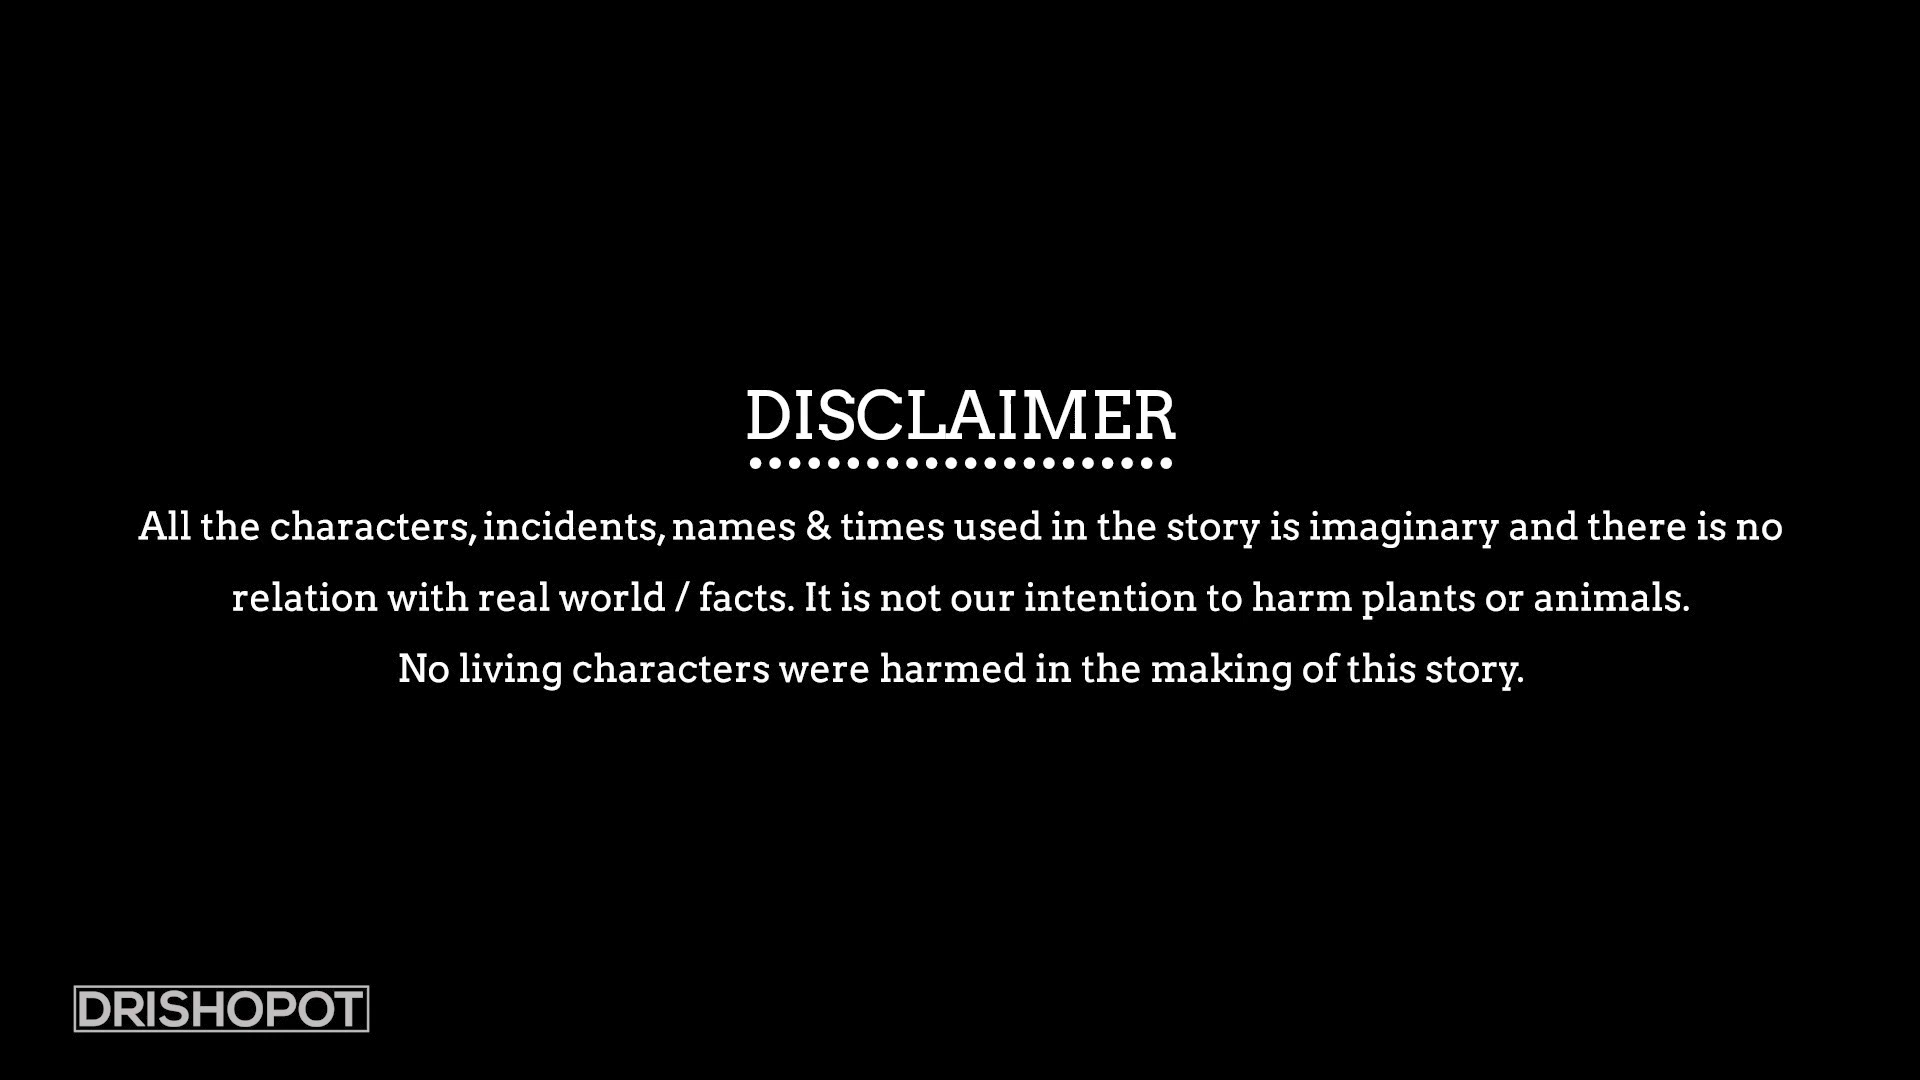 DISCLAIMER
All the characters, incidents, names & times used in the story is imaginary and there is no
relation with real world / facts. It is not our intention to harm plants or animals.
No living characters were harmed in the making of this story.
DRISHOPOT